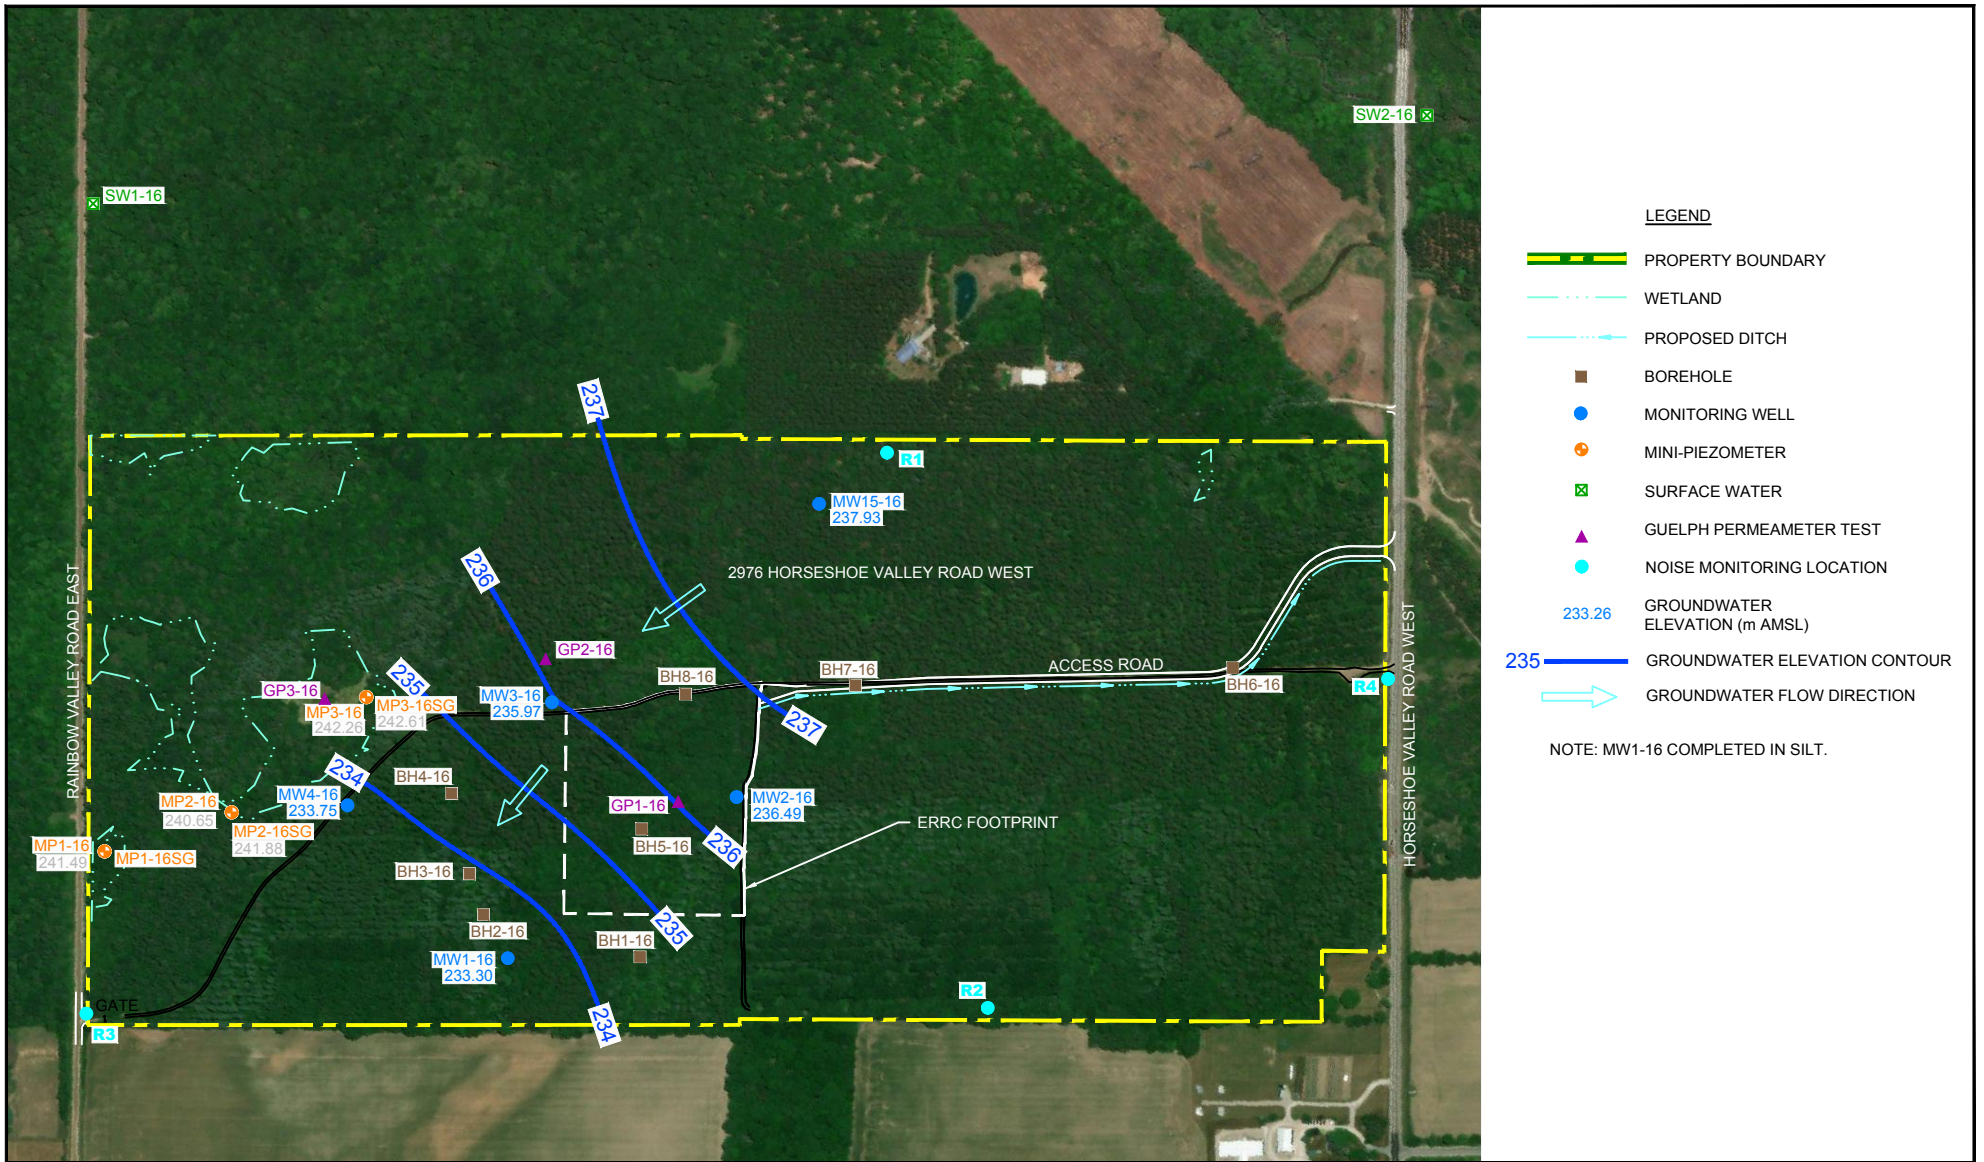 SW2-16
SW1-16
237
R1
MW15-16
237.93
236
2976 HORSESHOE VALLEY ROAD WEST
RAINBOW VALLEY ROAD EAST
HORSESHOE VALLEY ROAD WEST
GP2-16
235
GP3-16
MP3-16
242.26
MP3-16SG
242.61
MW3-16
235.97
BH8-16
BH7-16
ACCESS ROAD
BH6-16
R4
237
234
BH4-16
MW4-16
233.75
MP2-16
240.65
MP2-16SG
241.88
GP1-16
MW2-16
236.49
ERRC FOOTPRINT
BH5-16
236
MP1-16
241.49
MP1-16SG
BH3-16
BH2-16
235
BH1-16
MW1-16
233.30
R2
GATE
R3
234
LEGEND
PROPERTY BOUNDARY
WETLAND
PROPOSED DITCH
BOREHOLE
MONITORING WELL
MINI-PIEZOMETER
SURFACE WATER
GUELPH PERMEAMETER TEST
NOISE MONITORING LOCATION
233.26 GROUNDWATER
ELEVATION (m AMSL)
235 GROUNDWATER ELEVATION CONTOUR
GROUNDWATER FLOW DIRECTION
NOTE: MW1-16 COMPLETED IN SILT.